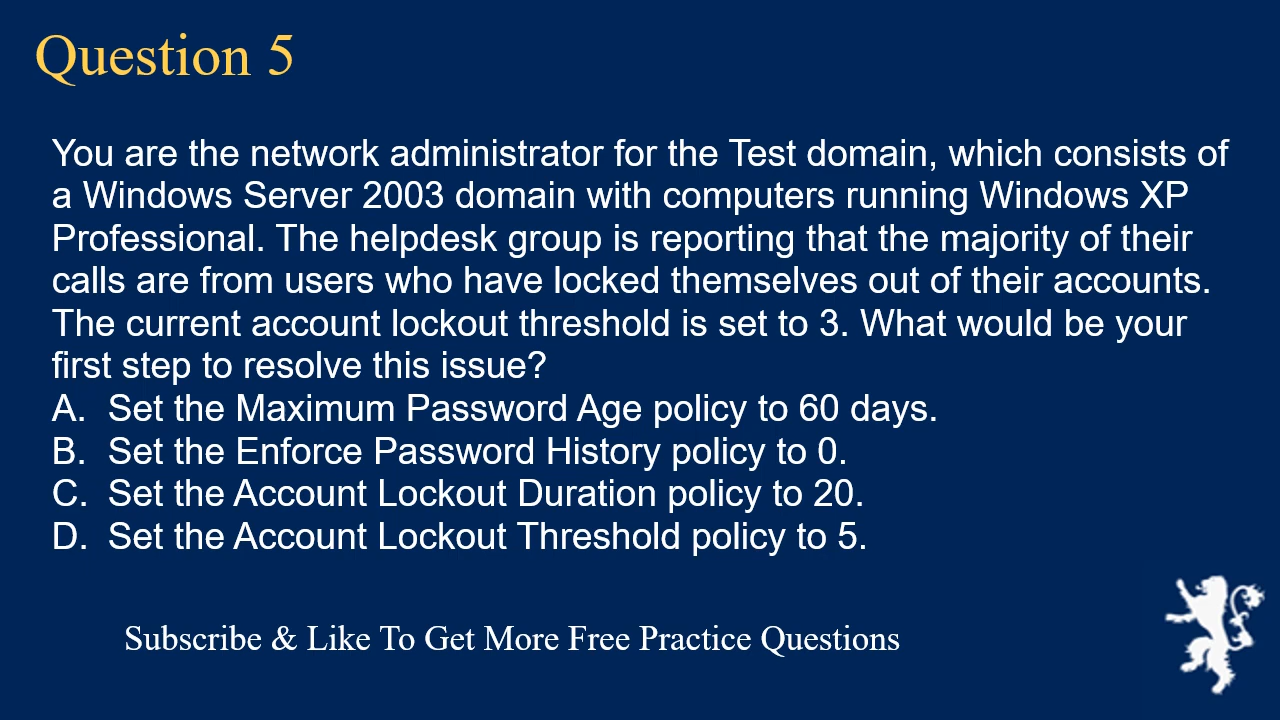 Question 5
You are the network administrator for the Test domain, which consists of
a Windows Server 2003 domain with computers running Windows XP
Professional. The helpdesk group is reporting that the majority of their
calls are from users who have locked themselves out of their accounts.
The current account lockout threshold is set to 3. What would be your
first step to resolve this issue?
A. Set the Maximum Password Age policy to 60 days.
B. Set the Enforce Password History policy to 0.
C. Set the Account Lockout Duration policy to 20.
D. Set the Account Lockout Threshold policy to 5.
Subscribe & Like To Get More Free Practice Questions